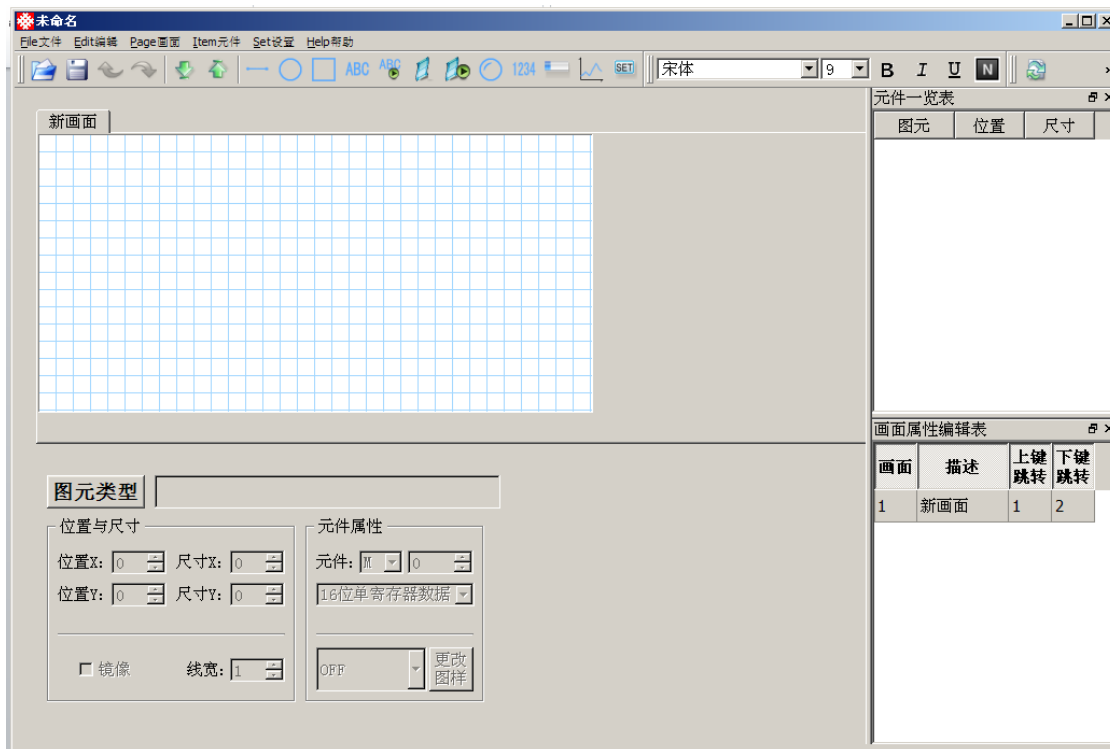 未命名
File文件 Edit编辑 Page画面 Item元件 Set设置 Help帮助
ABC ABC 1234 SET 宋体 9 B I U N
元件一览表
新画面
图元 位置 尺寸
画面属性编辑表
画面 描述 上键跳转 下键跳转
1 新画面 1 2
图元类型
位置与尺寸
位置X: 0 尺寸X: 0
位置Y: 0 尺寸Y: 0
镜像 线宽: 1
元件属性
元件: M 0
16位单寄存器数据
OFF 更改图样